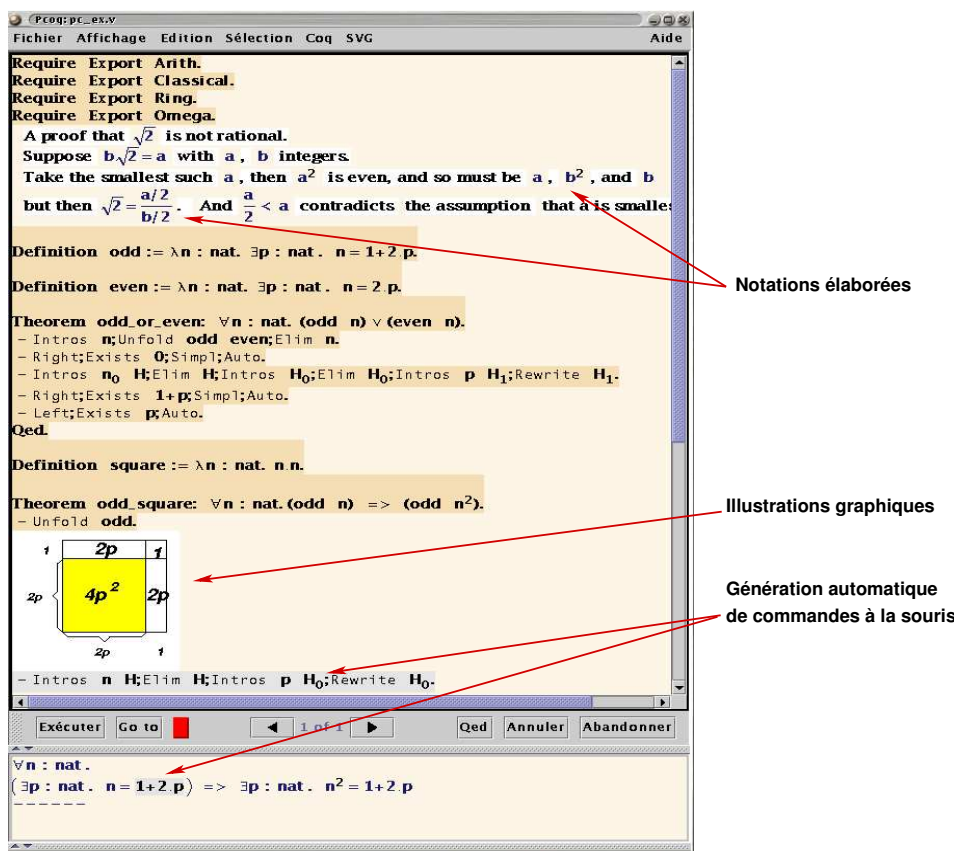 Pcoq: pc_ex.v
Fichier Affichage Edition Sélection Coq SVG Aide
Require Export Arith.
Require Export Classical.
Require Export Ring.
Require Export Omega.
A proof that √2 is not rational.
Suppose b√2 = a with a , b integers.
Take the smallest such a , then a² is even, and so must be a , b² , and b
but then √2 = a/2 / b/2 . And a/2 < a contradicts the assumption that a is smalles
Definition odd := λn : nat. ∃p : nat . n = 1+2.p.
Definition even := λn : nat. ∃p : nat . n = 2.p.
Notations élaborées
Theorem odd_or_even: ∀n : nat. (odd n) ∨ (even n).
– Intros n;Unfold odd even;Elim n.
– Right;Exists 0;Simpl;Auto.
– Intros n₀ H;Elim H;Intros H₀;Elim H₀;Intros p H₁;Rewrite H₁.
– Right;Exists 1+p;Simpl;Auto.
– Left;Exists p;Auto.
Qed.
Definition square := λn : nat. n.n.
Theorem odd_square: ∀n : nat. (odd n) => (odd n²).
– Unfold odd.
Illustrations graphiques
1 2p 1
2p 4p² 2p
2p 1
Génération automatique
de commandes à la souris
– Intros n H;Elim H;Intros p H₀;Rewrite H₀.
Exécuter Go to 1 of 1 Qed Annuler Abandonner
∀n : nat .
(∃p : nat . n = 1+2.p) => ∃p : nat . n² = 1+2.p
– – – – – –